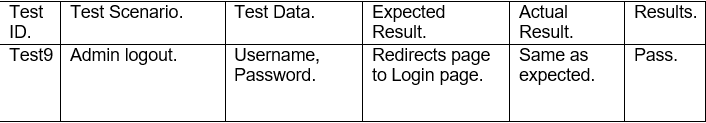 Test ID. Test Scenario. Test Data. Expected Result. Actual Result. Results.
Test9 Admin logout. Username, Password. Redirects page to Login page. Same as expected. Pass.